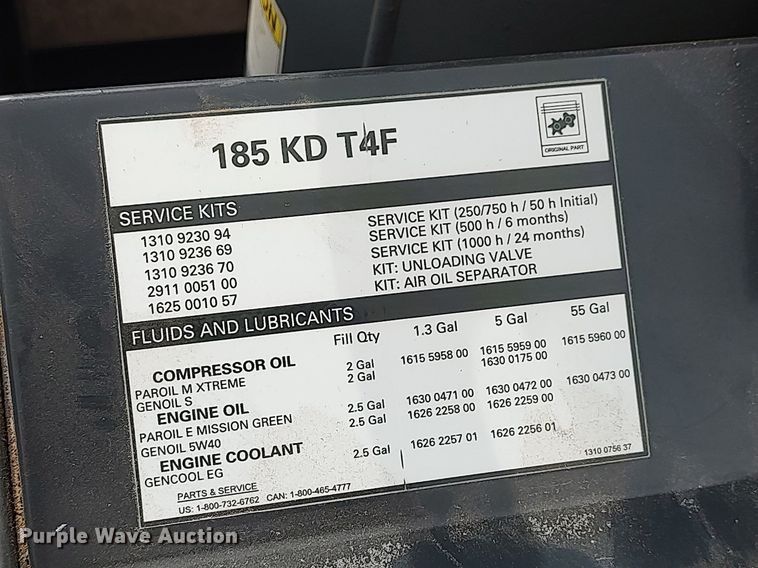 185 KD T4F
ORIGINAL PART
SERVICE KITS
1310 9230 94 SERVICE KIT (250/750 h / 50 h Initial)
1310 9236 69 SERVICE KIT (500 h / 6 months)
1310 9236 70 SERVICE KIT (1000 h / 24 months)
2911 0051 00 KIT: UNLOADING VALVE
1625 0010 57 KIT: AIR OIL SEPARATOR
FLUIDS AND LUBRICANTS Fill Qty 1.3 Gal 5 Gal 55 Gal
COMPRESSOR OIL
PAROIL M XTREME 2 Gal 1615 5958 00 1615 5959 00 1615 5960 00
GENOIL S 2 Gal 1630 0175 00
ENGINE OIL
PAROIL E MISSION GREEN 2.5 Gal 1630 0471 00 1630 0472 00 1630 0473 00
GENOIL 5W40 2.5 Gal 1626 2258 00 1626 2259 00
ENGINE COOLANT
GENCOOL EG 2.5 Gal 1626 2257 01 1626 2256 01
PARTS & SERVICE
US: 1-800-732-6762 CAN: 1-800-465-4777
1310 0756 37
Purple Wave Auction